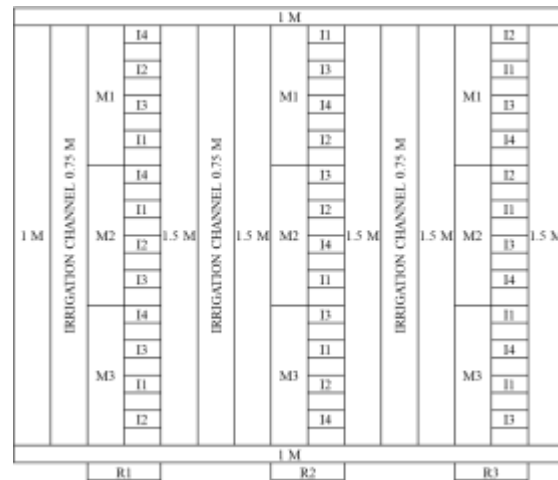 1 M
I4 I1 I2
I2 I3 I1
M1 M1 M1
I3 I4 I3
I1 I2 I4
I4 I3 I2
I1 I2 I1
1 M IRRIGATION CHANNEL 0.75 M M2 1.5 M IRRIGATION CHANNEL 0.75 M 1.5 M M2 1.5 M IRRIGATION CHANNEL 0.75 M 1.5 M M2 1.5 M
I2 I4 I3
I3 I1 I4
I4 I3 I1
I3 I1 I4
M3 M3 M3
I1 I2 I1
I2 I4 I3
1 M
R1 R2 R3